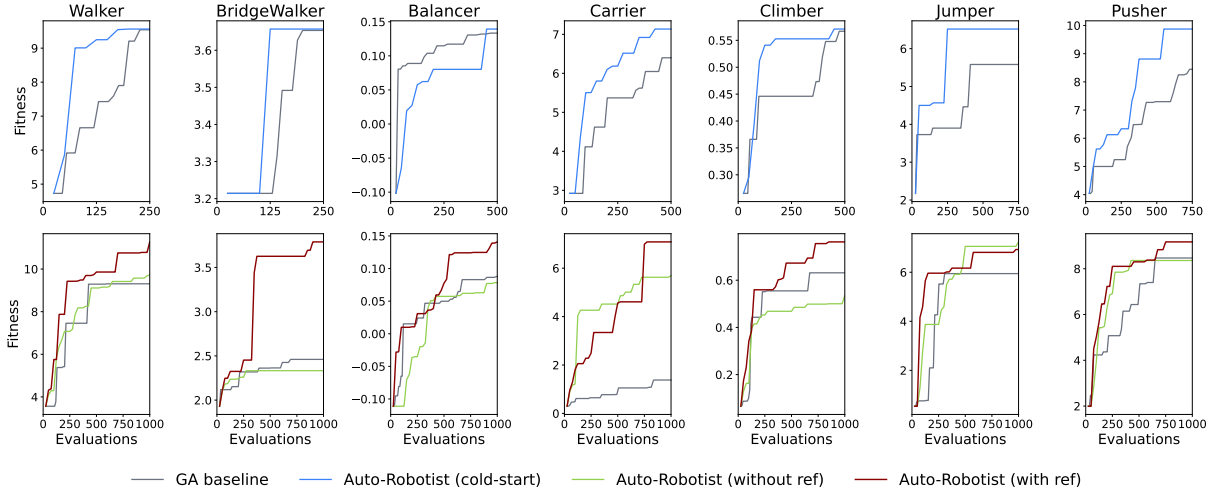 Walker BridgeWalker Balancer Carrier Climber Jumper Pusher
Fitness
9
8
7
6
5
0 125 250
3.6
3.5
3.4
3.3
3.2
0 125 250
0.15
0.10
0.05
0.00
−0.05
−0.10
0 250 500
7
6
5
4
3
0 250 500
0.55
0.50
0.45
0.40
0.35
0.30
0 250 500
6
5
4
3
2
0 250 500 750
10
9
8
7
6
5
4
0 250 500 750
Fitness
10
8
6
4
0 250 500 750 1000
Evaluations
3.5
3.0
2.5
2.0
0 250 500 750 1000
Evaluations
0.15
0.10
0.05
0.00
−0.05
−0.10
0 250 500 750 1000
Evaluations
6
4
2
0
0 250 500 750 1000
Evaluations
0.6
0.4
0.2
0 250 500 750 1000
Evaluations
6
4
2
0 250 500 750 1000
Evaluations
8
6
4
2
0 250 500 750 1000
Evaluations
GA baseline Auto-Robotist (cold-start) Auto-Robotist (without ref) Auto-Robotist (with ref)